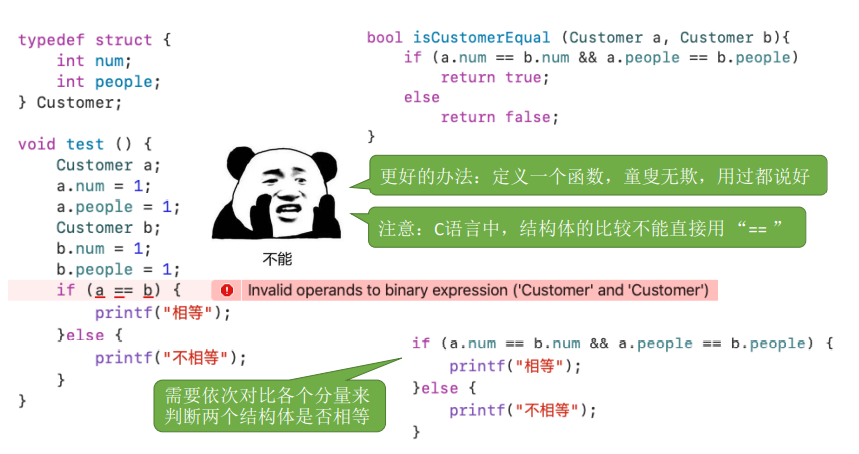 typedef struct {
    int num;
    int people;
} Customer;
void test () {
    Customer a;
    a.num = 1;
    a.people = 1;
    Customer b;
    b.num = 1;
    b.people = 1;
    if (a == b) {
Invalid operands to binary expression ('Customer' and 'Customer')
        printf("相等");
    }else {
        printf("不相等");
    }
}
bool isCustomerEqual (Customer a, Customer b){
    if (a.num == b.num && a.people == b.people)
        return true;
    else
        return false;
}
更好的办法：定义一个函数，童叟无欺，用过都说好
注意：C语言中，结构体的比较不能直接用“==”
不能
需要依次对比各个分量来
判断两个结构体是否相等
if (a.num == b.num && a.people == b.people) {
    printf("相等");
}else {
    printf("不相等");
}